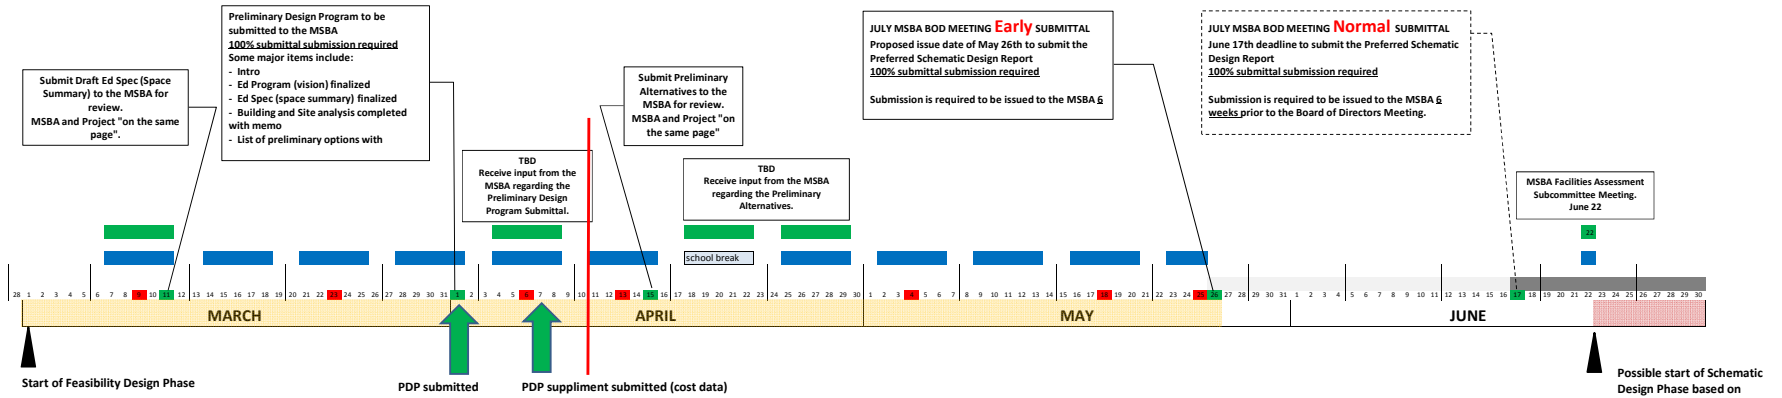 Preliminary Design Program to be
submitted to the MSBA
100% submittal submission required
Some major items include:
- Intro
- Ed Program (vision) finalized
- Ed Spec (space summary) finalized
- Building and Site analysis completed
with memo
- List of preliminary options with
JULY MSBA BOD MEETING Early SUBMITTAL
Proposed issue date of May 26th to submit the
Preferred Schematic Design Report
100% submittal submission required
Submission is required to be issued to the MSBA 6
JULY MSBA BOD MEETING Normal SUBMITTAL
June 17th deadline to submit the Preferred Schematic
Design Report
100% submittal submission required
Submission is required to be issued to the MSBA 6
weeks prior to the Board of Directors Meeting.
Submit Draft Ed Spec (Space
Summary) to the MSBA for
review.
MSBA and Project "on the same
page".
Submit Preliminary
Alternatives to the
MSBA for review.
MSBA and Project "on
the same page"
TBD
Receive input from the
MSBA regarding the
Preliminary Design
Program Submittal.
TBD
Receive input from the MSBA
regarding the Preliminary
Alternatives.
MSBA Facilities Assessment
Subcommittee Meeting.
June 22
22
school break
28 1 2 3 4 5 6 7 8 9 10 11 12 13 14 15 16 17 18 19 20 21 22 23 24 25 26 27 28 29 30 31 1 2 3 4 5 6 7 8 9 10 11 12 13 14 15 16 17 18 19 20 21 22 23 24 25 26 27 28 29 30 1 2 3 4 5 6 7 8 9 10 11 12 13 14 15 16 17 18 19 20 21 22 23 24 25 26 27 28 29 30 31 1 2 3 4 5 6 7 8 9 10 11 12 13 14 15 16 17 18 19 20 21 22 23 24 25 26 27 28 29 30
MARCH APRIL MAY JUNE
Start of Feasibility Design Phase
PDP submitted
PDP suppliment submitted (cost data)
Possible start of Schematic
Design Phase based on